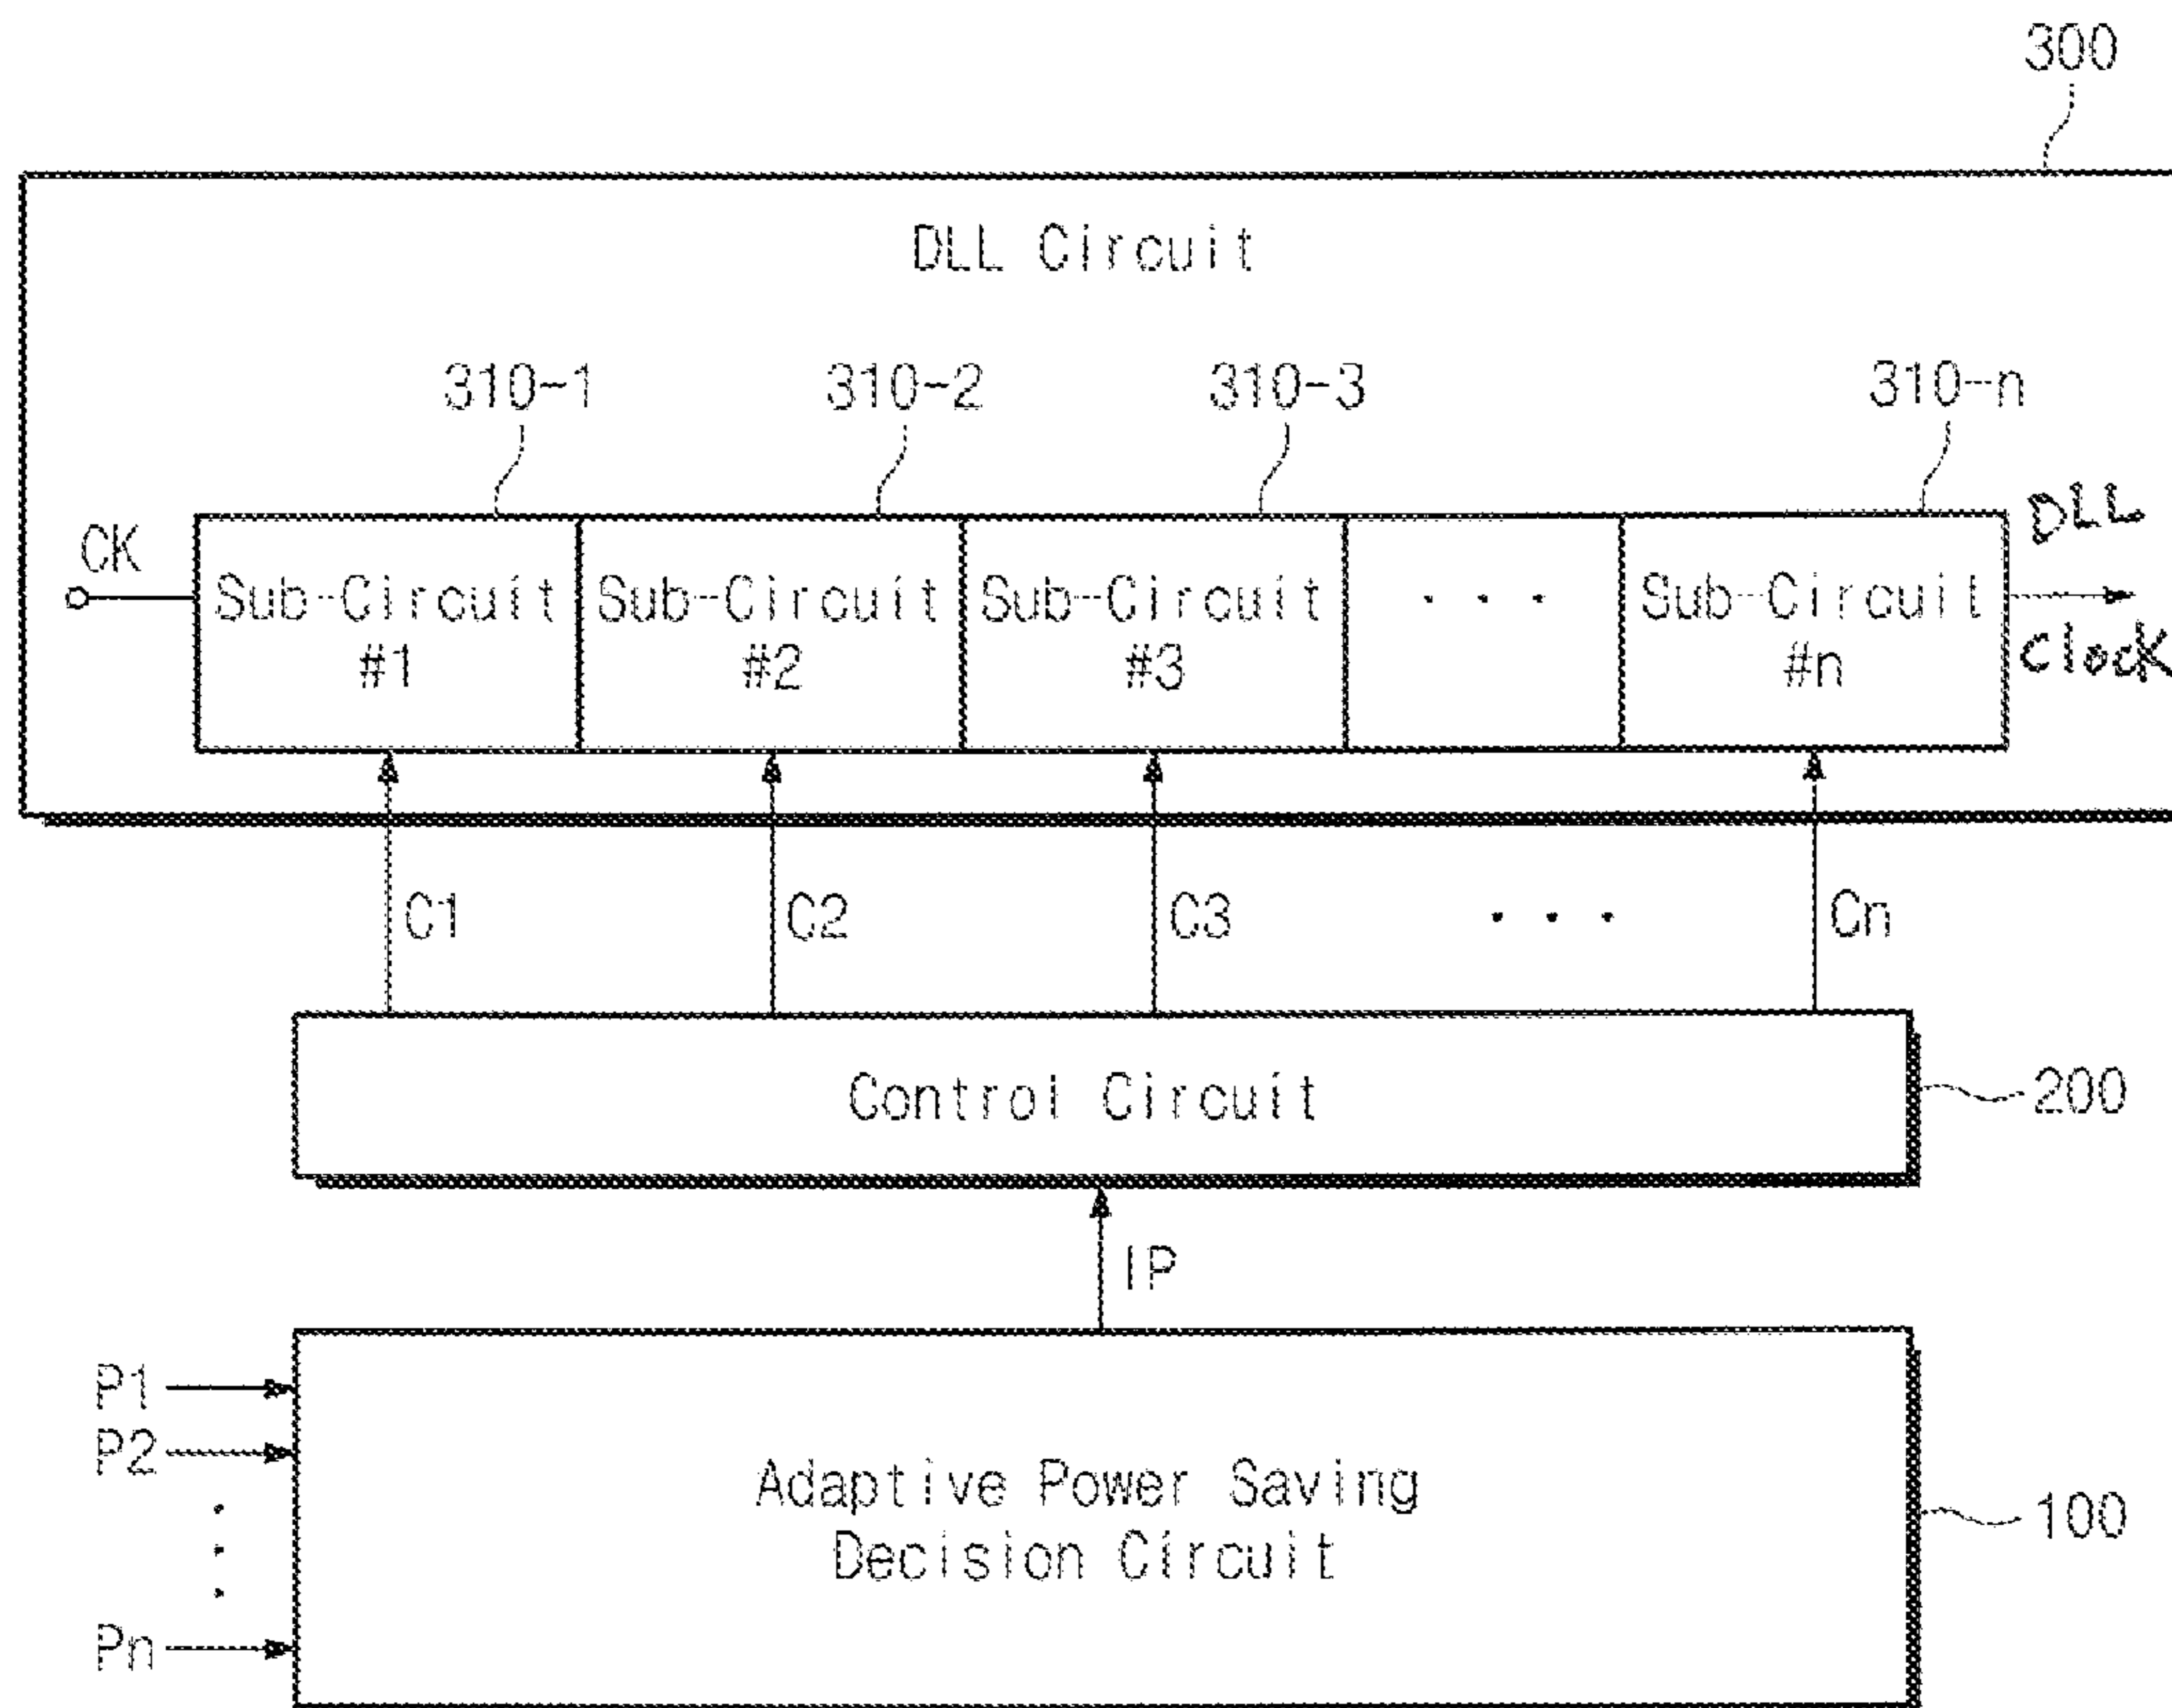 300
DLL Circuit
310-1 310-2 310-3 310-n
CK
DLL
Sub-Circuit Sub-Circuit Sub-Circuit ... Sub-Circuit
#1 #2 #3 #n
Clock
C1 C2 C3 ... Cn
Control Circuit
200
IP
P1
P2
Adaptive Power Saving
Decision Circuit
100
Pn